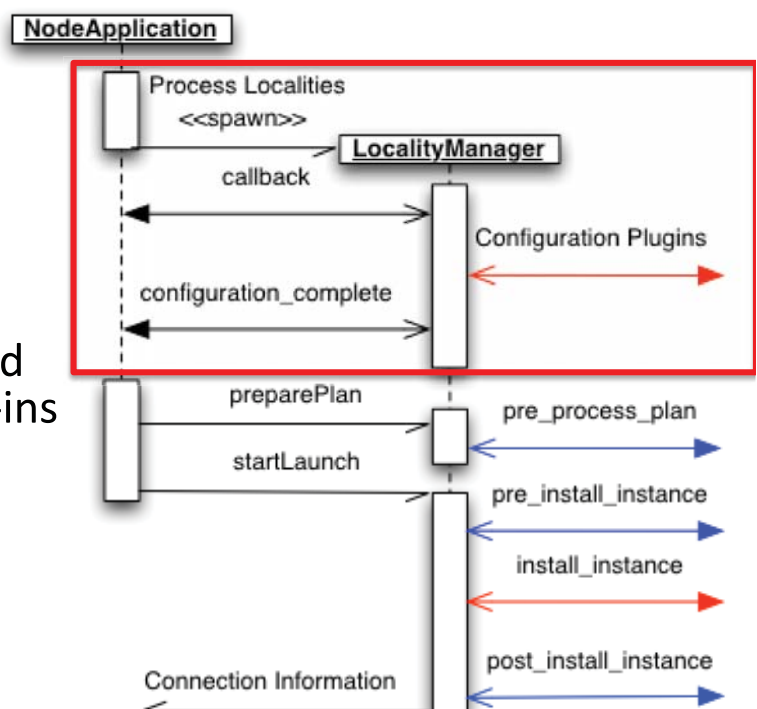 NodeApplication
Process Localities
<<spawn>>
LocalityManager
callback
Configuration Plugins
configuration_complete
d
-ins
preparePlan
pre_process_plan
startLaunch
pre_install_instance
install_instance
post_install_instance
Connection Information